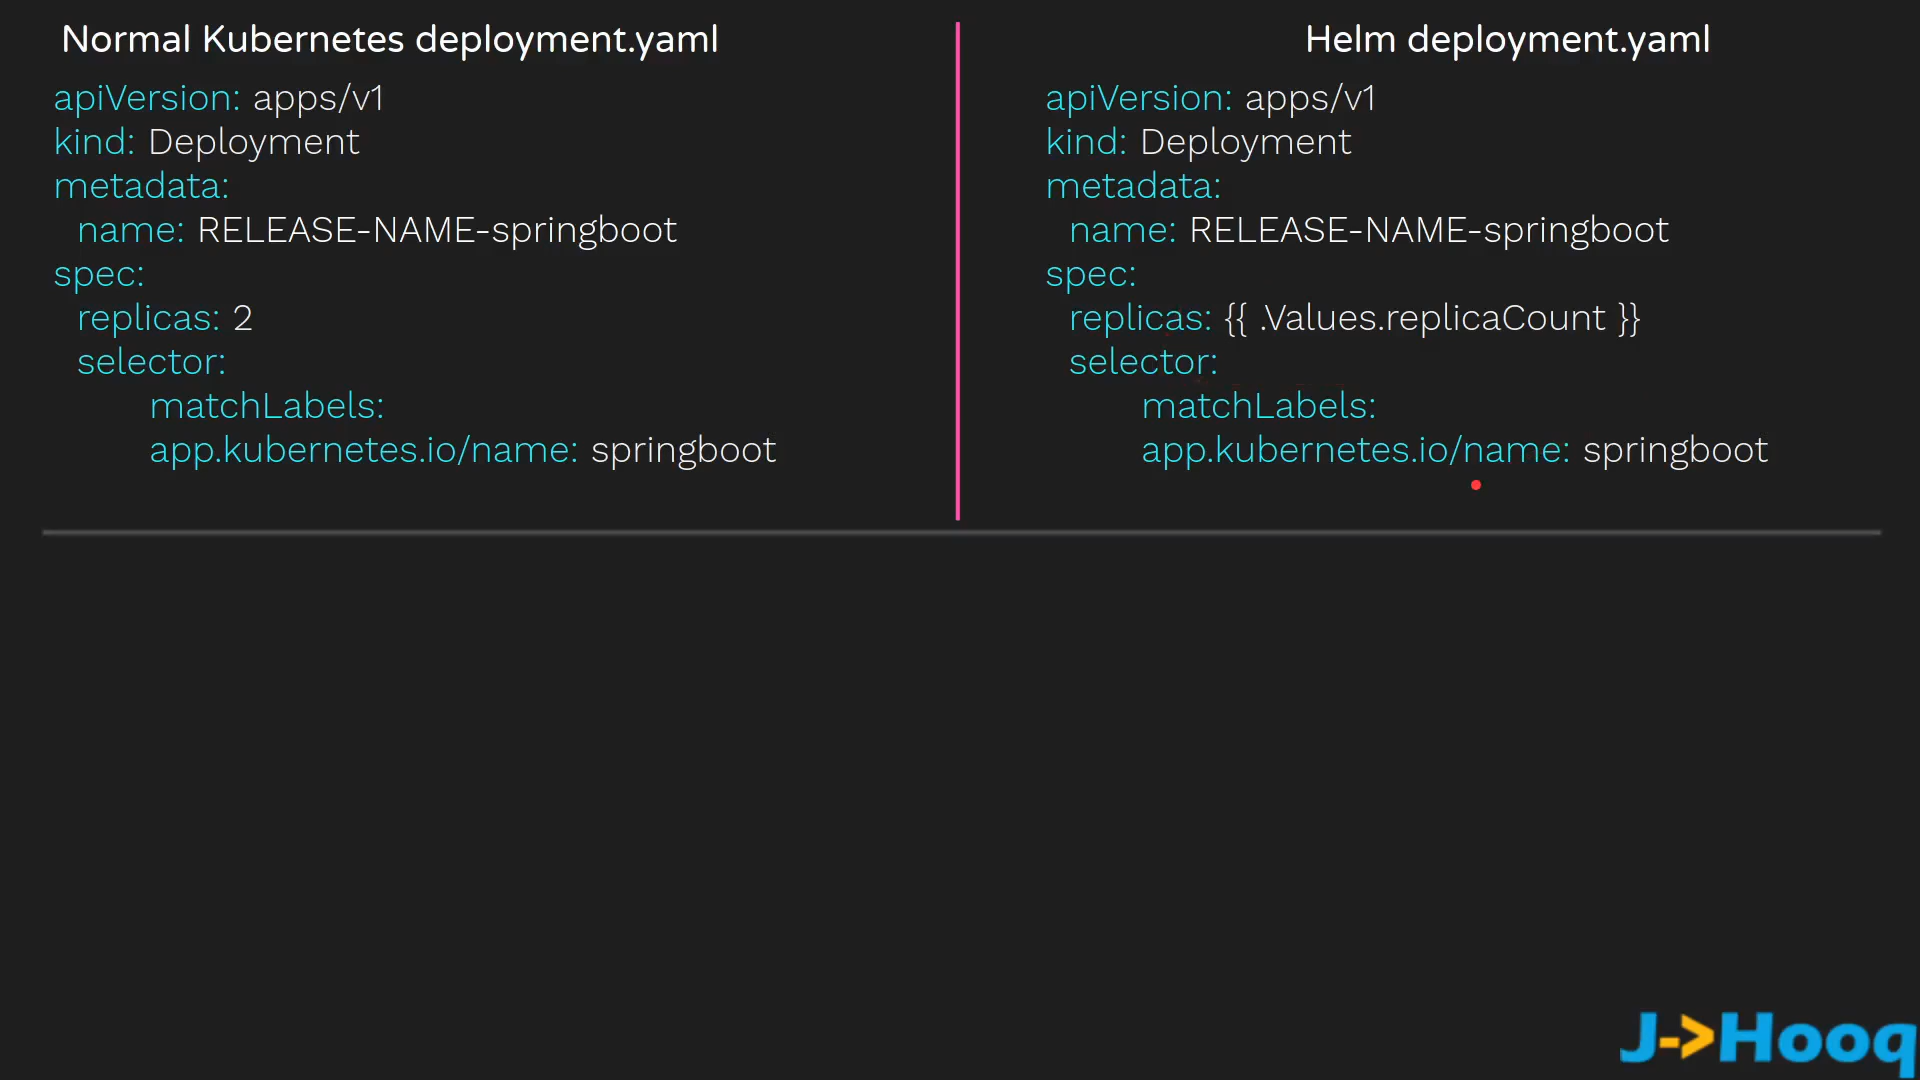 Normal Kubernetes deployment.yaml
apiVersion: apps/v1
kind: Deployment
metadata:
  name: RELEASE-NAME-springboot
spec:
  replicas: 2
  selector:
      matchLabels:
      app.kubernetes.io/name: springboot
Helm deployment.yaml
apiVersion: apps/v1
kind: Deployment
metadata:
  name: RELEASE-NAME-springboot
spec:
  replicas: {{ .Values.replicaCount }}
  selector:
      matchLabels:
      app.kubernetes.io/name: springboot
J->Hooq